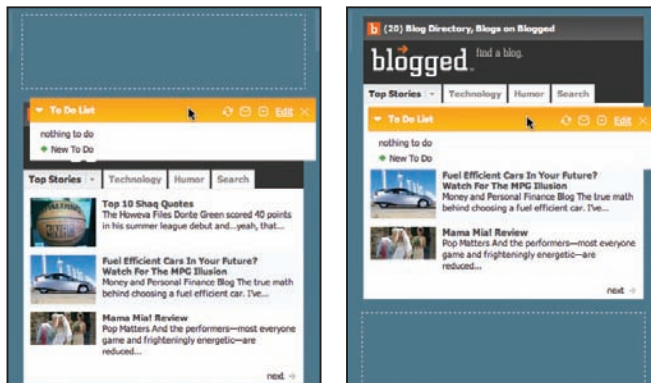 To Do List
Edit
nothing to do
New To Do
Top Stories
Technology
Humor
Search
Top 10 Shaq Quotes
The Howeva Files Donte Green scored 40 points
in his summer league debut and...yeah, that...
Fuel Efficient Cars In Your Future?
Watch For The MPG Illusion
Money and Personal Finance Blog The true math
behind choosing a fuel efficient car. I've...
Mama Mia! Review
Pop Matters And the performers—most everyone
game and frighteningly energetic—are
reduced...
next
b (20) Blog Directory, Blogs on Blogged
blogged. find a blog.
Top Stories
Technology
Humor
Search
To Do List
Edit
nothing to do
New To Do
Fuel Efficient Cars In Your Future?
Watch For The MPG Illusion
Money and Personal Finance Blog The true math
behind choosing a fuel efficient car. I've...
Mama Mia! Review
Pop Matters And the performers—most everyone
game and frighteningly energetic—are
reduced...
next